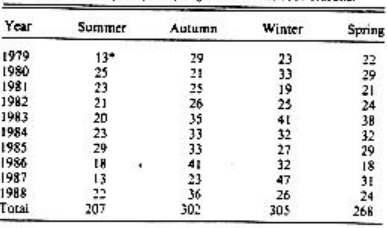 Year Summer Autumn Winter Spring
1979 13* 29 23 22
1980 25 21 33 29
1981 23 25 19 21
1982 21 26 25 24
1983 20 35 41 38
1984 23 33 32 32
1985 29 33 27 29
1986 18 41 32 18
1987 13 23 47 31
1988 22 36 26 24
Total 207 302 305 268